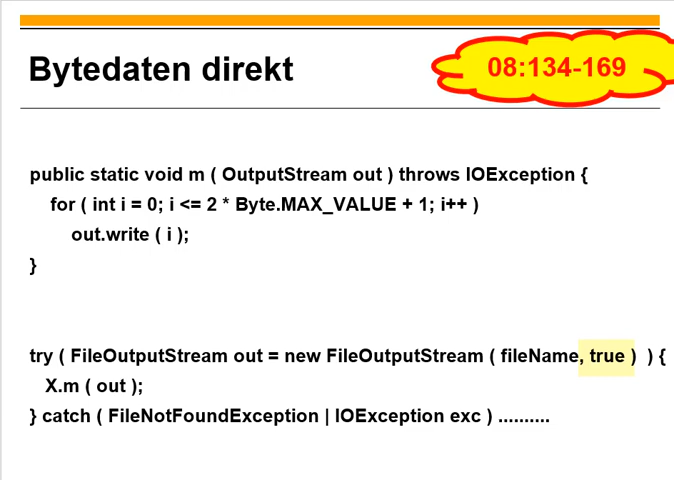 Bytedaten direkt
08:134-169
public static void m ( OutputStream out ) throws IOException {
for ( int i = 0; i <= 2 * Byte.MAX_VALUE + 1; i++ )
out.write ( i );
}
try ( FileOutputStream out = new FileOutputStream ( fileName, true )  ) {
X.m ( out );
} catch ( FileNotFoundException | IOException exc ) ..........